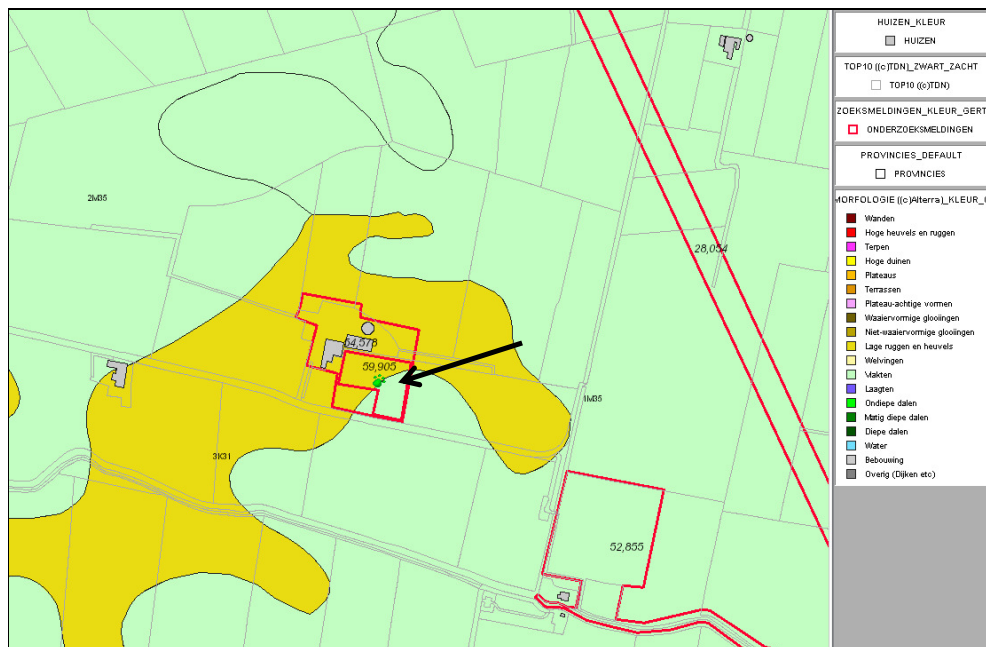 2M35
28,054
54,578
59,905
1M35
3K31
52,855
HUIZEN_KLEUR
HUIZEN
TOP10 ((c)TDN)_ZWART_ZACHT
TOP10 ((c)TDN)
ZOEKSMELDINGEN_KLEUR_GERT
ONDERZOEKSMELDINGEN
PROVINCIES_DEFAULT
PROVINCIES
MORFOLOGIE ((c)Alterra)_KLEUR_
Wanden
Hoge heuvels en ruggen
Terpen
Hoge duinen
Plateaus
Terrassen
Plateau-achtige vormen
Waaiervormige glooiingen
Niet-waaiervormige glooiingen
Lage ruggen en heuvels
Welvingen
Vlakten
Laagten
Ondiepe dalen
Matig diepe dalen
Diepe dalen
Water
Bebouwing
Overig (Dijken etc)